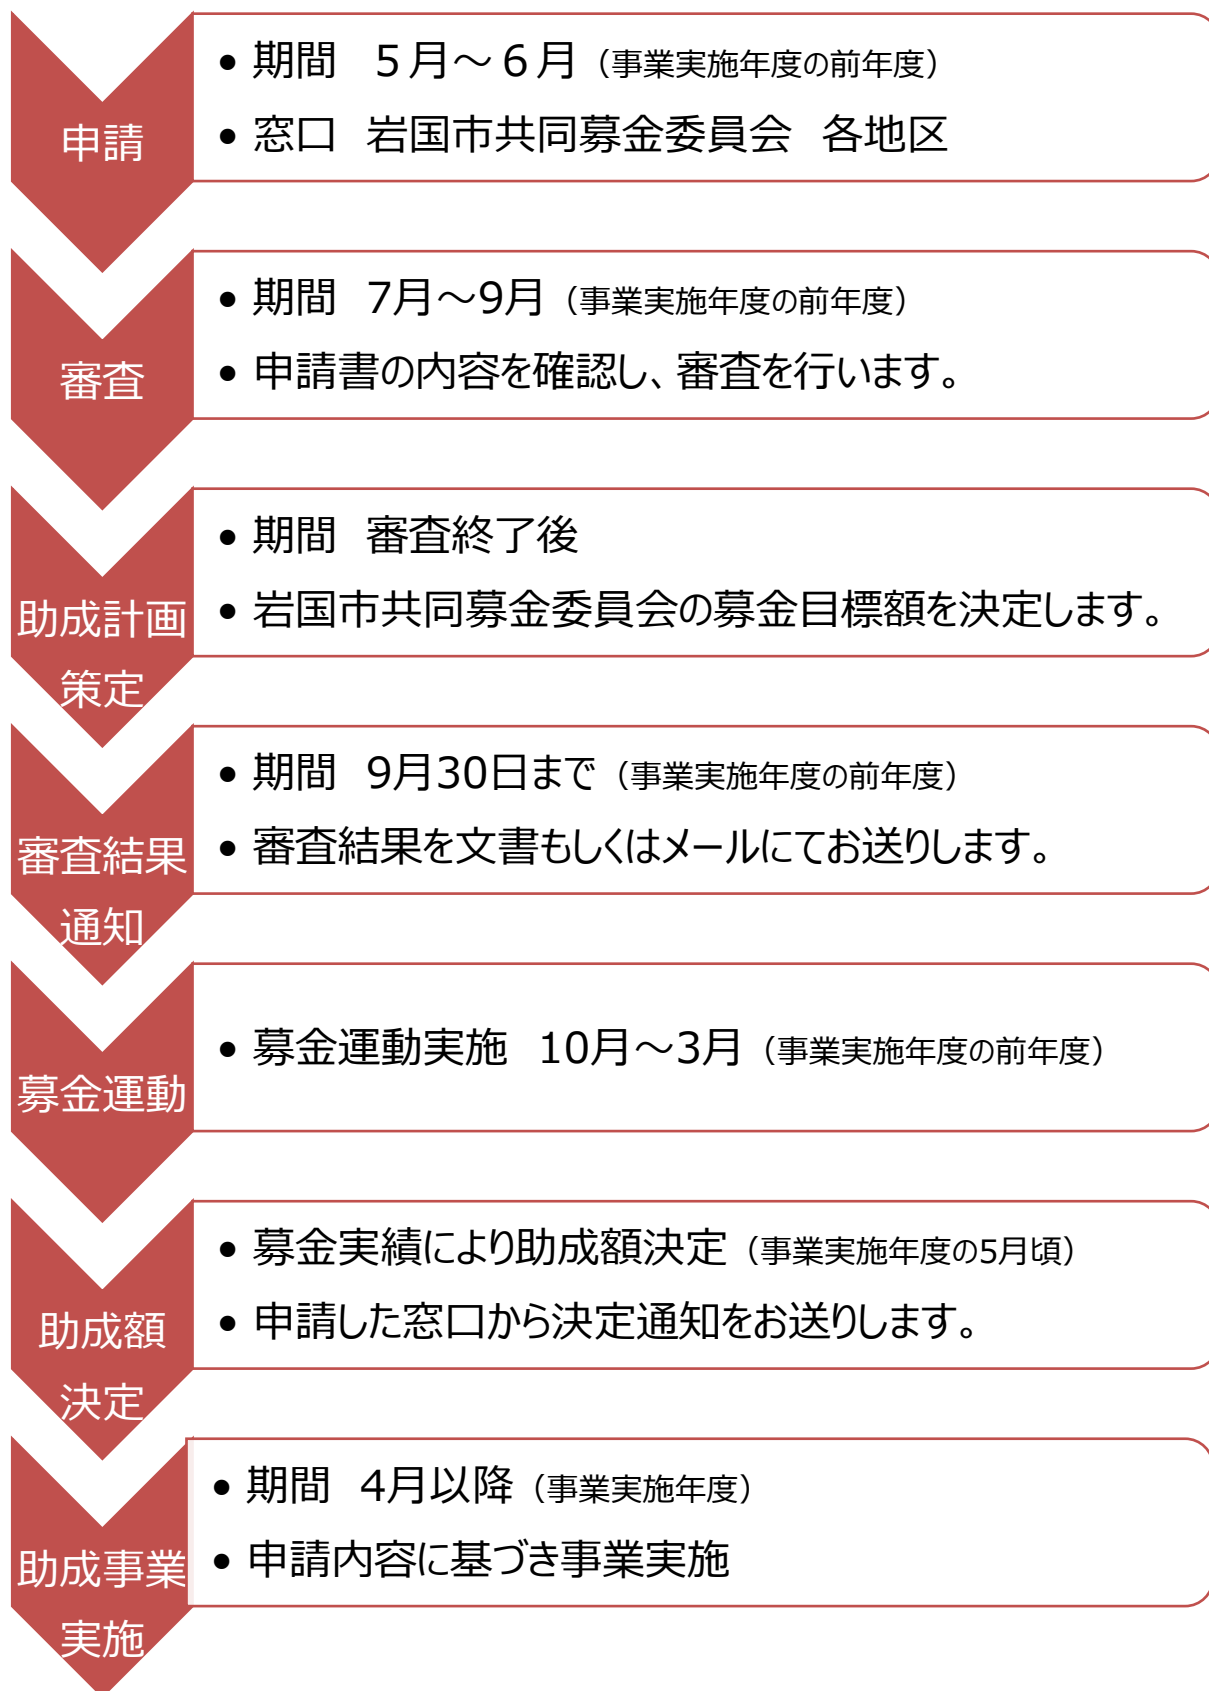 申請
• 期間　５月～６月（事業実施年度の前年度）
• 窓口　岩国市共同募金委員会　各地区
審査
• 期間　7月～9月（事業実施年度の前年度）
• 申請書の内容を確認し、審査を行います。
助成計画
策定
• 期間　審査終了後
• 岩国市共同募金委員会の募金目標額を決定します。
審査結果
通知
• 期間　9月30日まで（事業実施年度の前年度）
• 審査結果を文書もしくはメールにてお送りします。
募金運動
• 募金運動実施　10月～3月（事業実施年度の前年度）
助成額
決定
• 募金実績により助成額決定（事業実施年度の5月頃）
• 申請した窓口から決定通知をお送りします。
助成事業
実施
• 期間　4月以降（事業実施年度）
• 申請内容に基づき事業実施